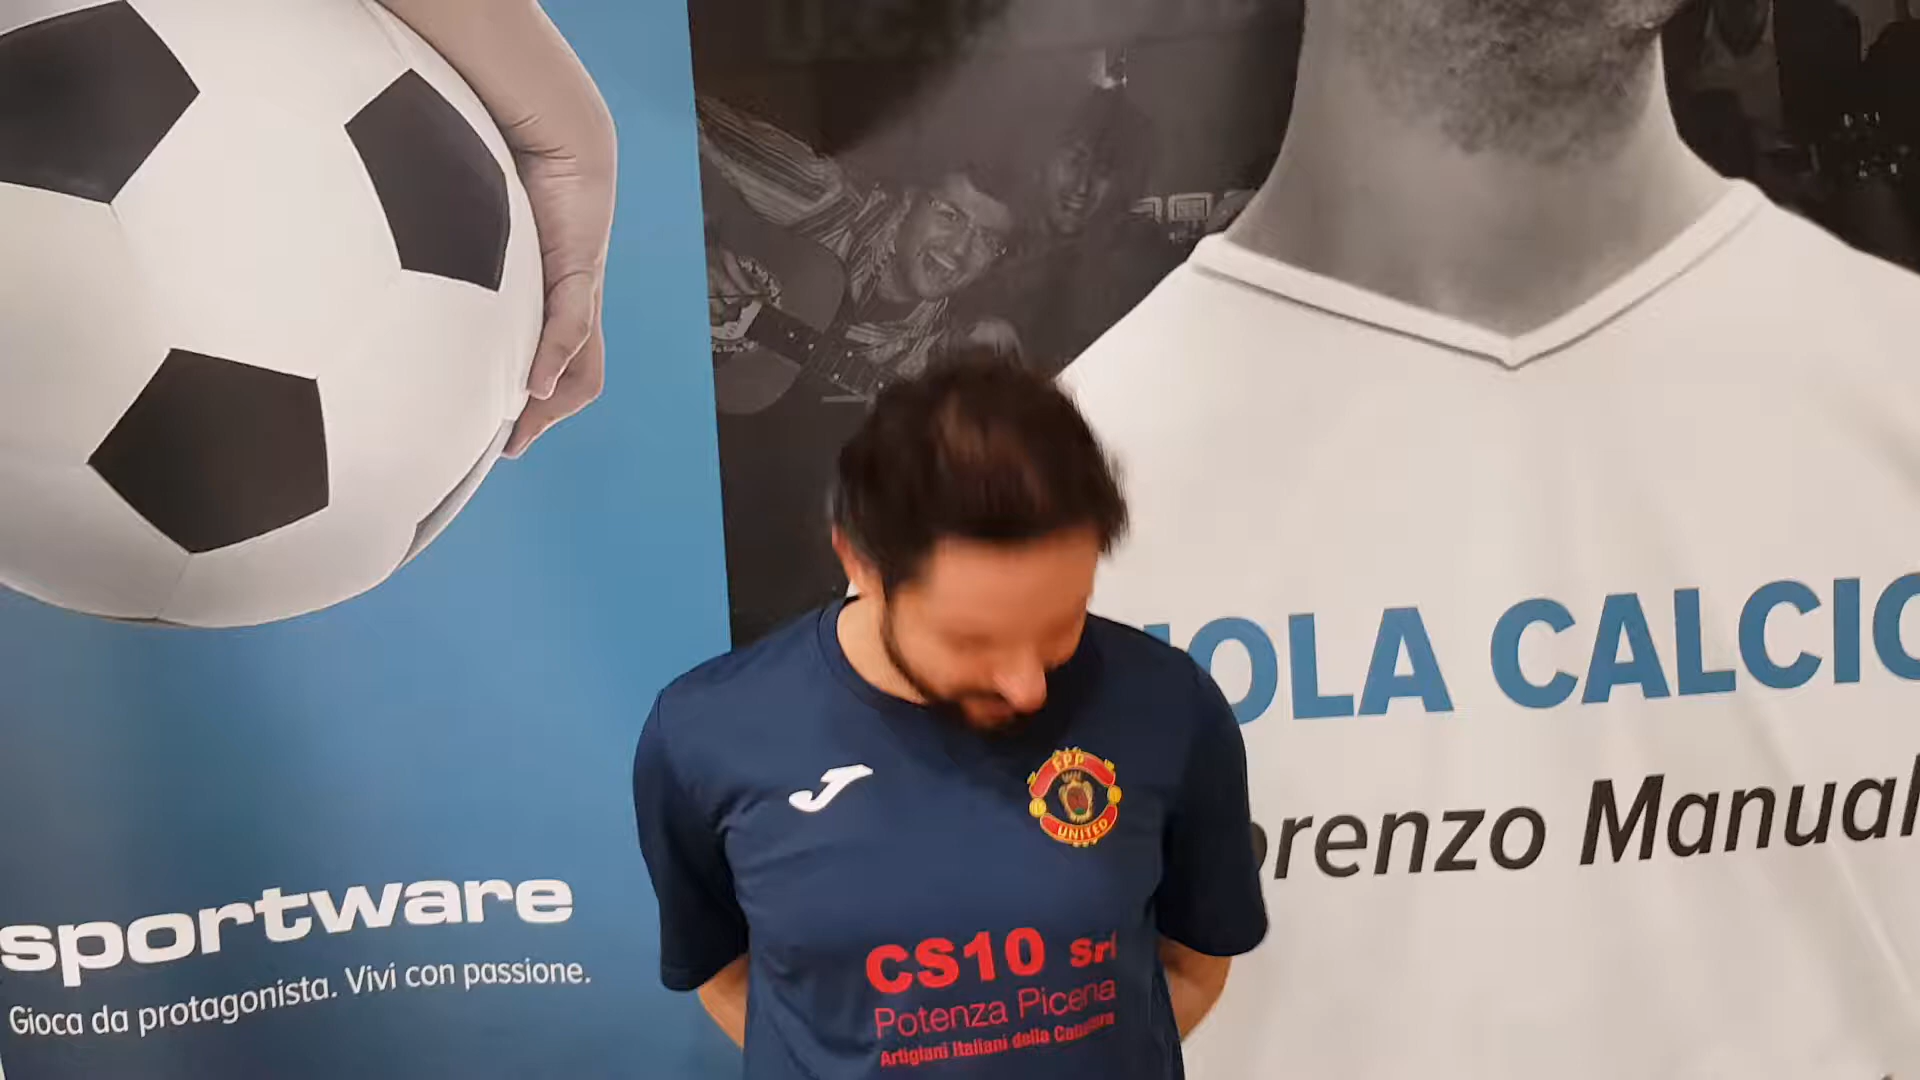 sportware
Gioca da protagonista. Vivi con passione.
FPP
UNITED
CS10 Srl
Potenza Picena
Artigiani Italiani della
OLA CALCIO
orenzo Manual